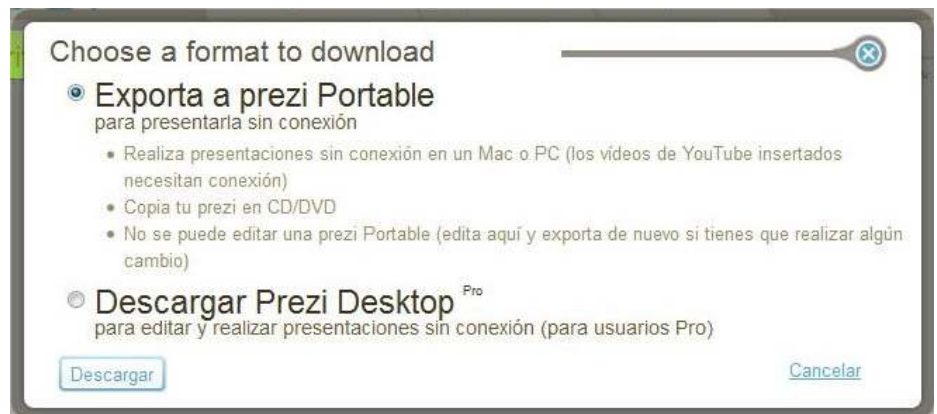 Choose a format to download
Exporta a prezi Portable
para presentarla sin conexión
Realiza presentaciones sin conexión en un Mac o PC (los vídeos de YouTube insertados
necesitan conexión)
Copia tu prezi en CD/DVD
No se puede editar una prezi Portable (edita aquí y exporta de nuevo si tienes que realizar algún
cambio)
Descargar Prezi Desktop Pro
para editar y realizar presentaciones sin conexión (para usuarios Pro)
Descargar
Cancelar